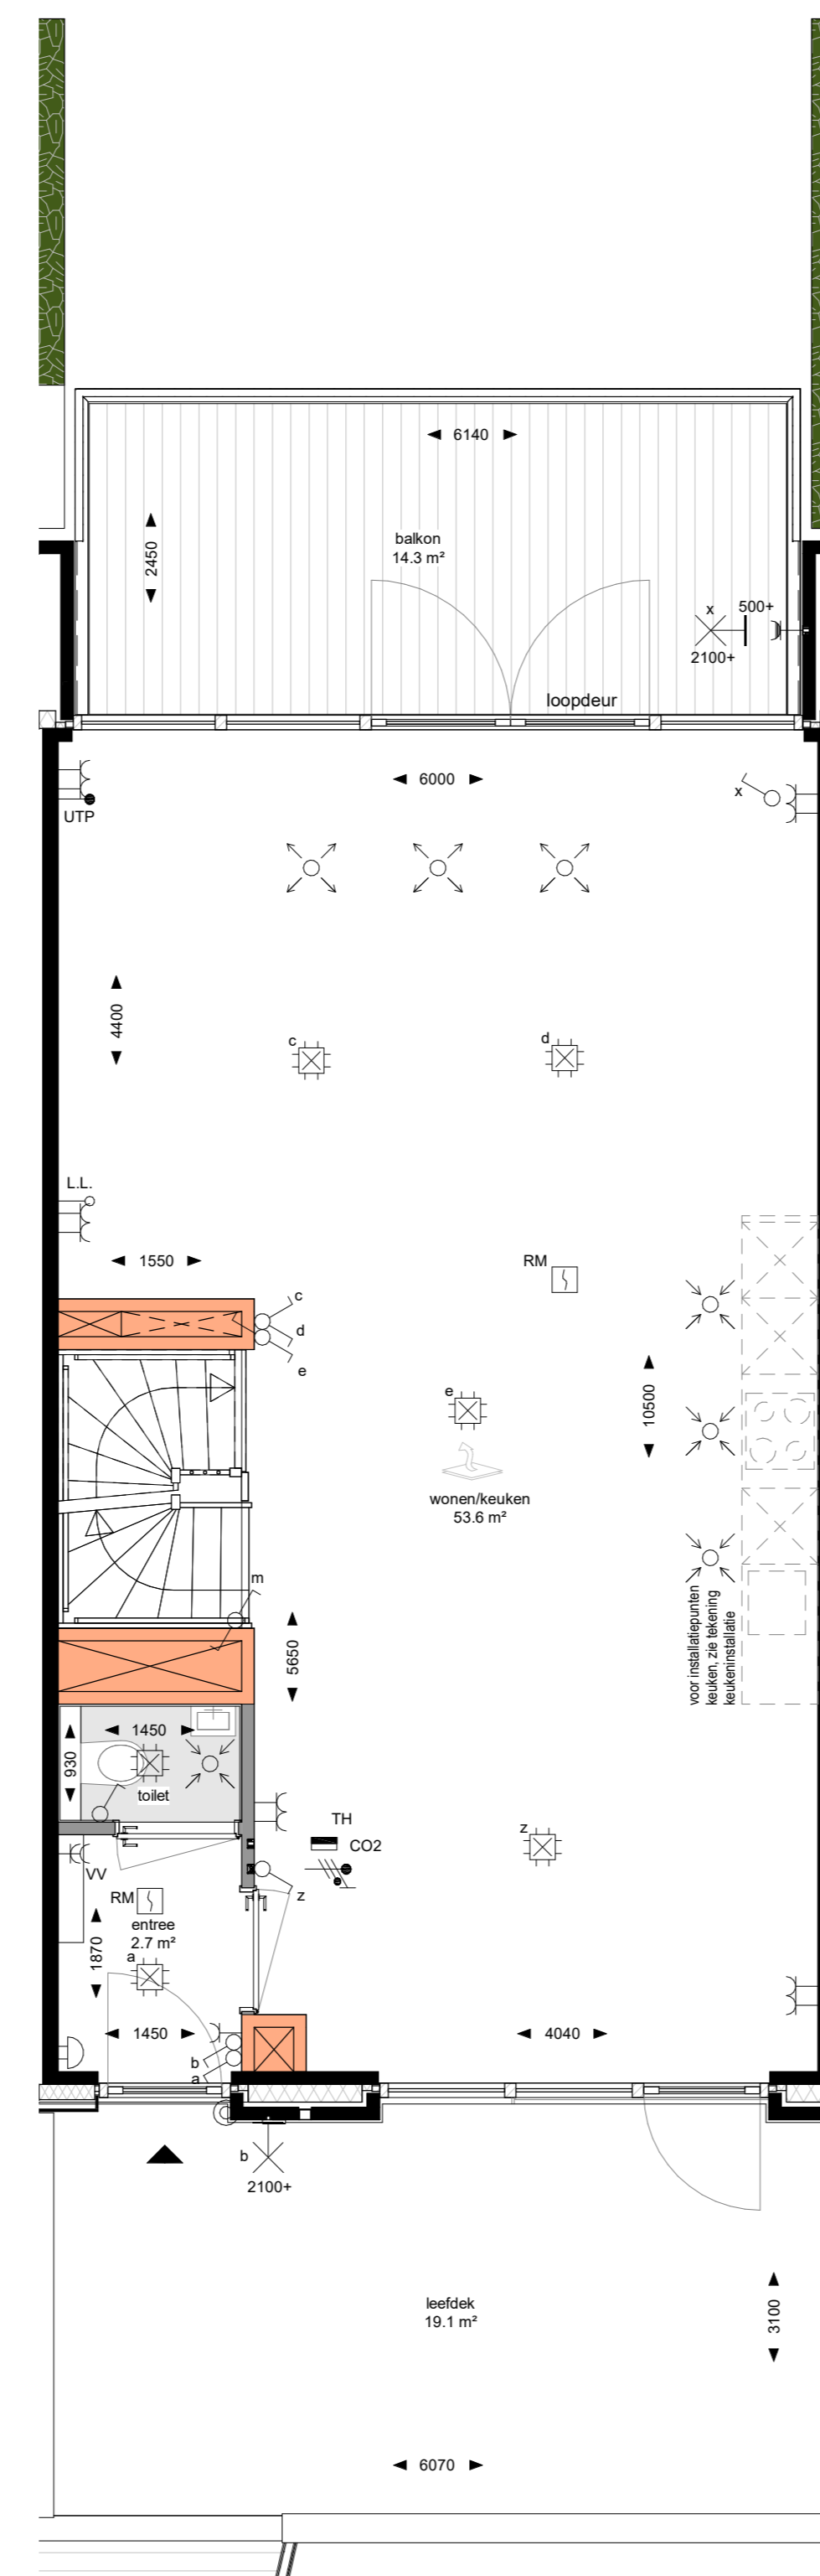 6140
2450
balkon
14.3 m²
x
500+
2100+
loopdeur
6000
x
UTP
4400
c
d
L.L.
1550
RM
c
d
e
e
10500
wonen/keuken
53.6 m²
m
voor installatiepunten
keuken, zie tekening
keukeninstallatie
5650
1450
930
toilet
TH
CO2
z
VV
z
RM
entree
2.7 m²
1870
a
1450
4040
b
a
b
2100+
leefdek
19.1 m²
3100
6070